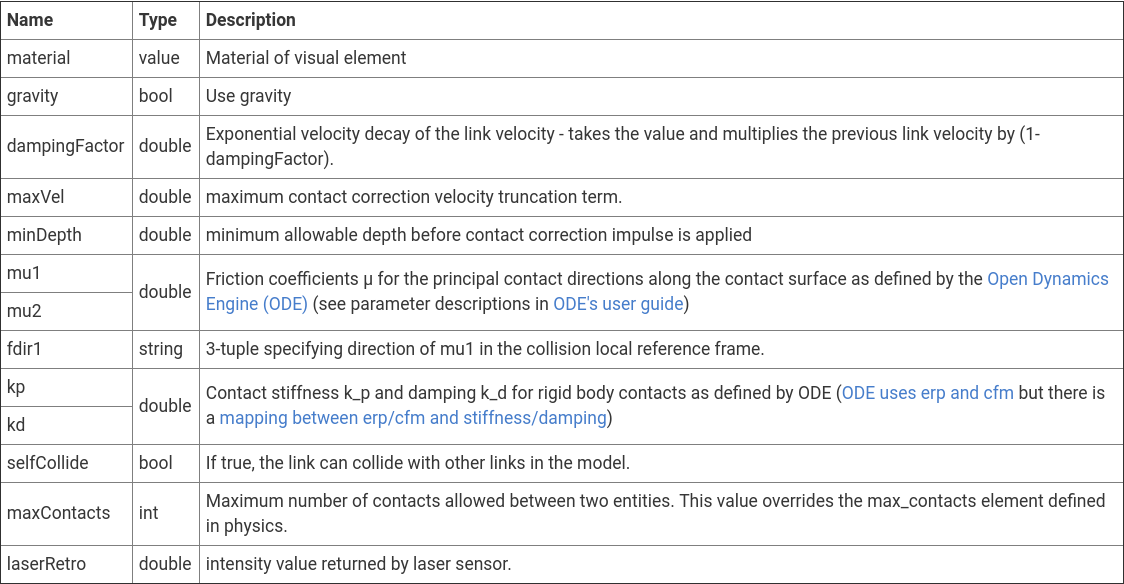 Name Type Description
material value Material of visual element
gravity bool Use gravity
dampingFactor double Exponential velocity decay of the link velocity - takes the value and multiplies the previous link velocity by (1-
dampingFactor).
maxVel double maximum contact correction velocity truncation term.
minDepth double minimum allowable depth before contact correction impulse is applied
mu1
mu2
double
Friction coefficients μ for the principal contact directions along the contact surface as defined by the Open Dynamics
Engine (ODE) (see parameter descriptions in ODE's user guide)
fdir1 string 3-tuple specifying direction of mu1 in the collision local reference frame.
kp
kd
double
Contact stiffness k_p and damping k_d for rigid body contacts as defined by ODE (ODE uses erp and cfm but there is
a mapping between erp/cfm and stiffness/damping)
selfCollide bool If true, the link can collide with other links in the model.
maxContacts int Maximum number of contacts allowed between two entities. This value overrides the max_contacts element defined
in physics.
laserRetro double intensity value returned by laser sensor.